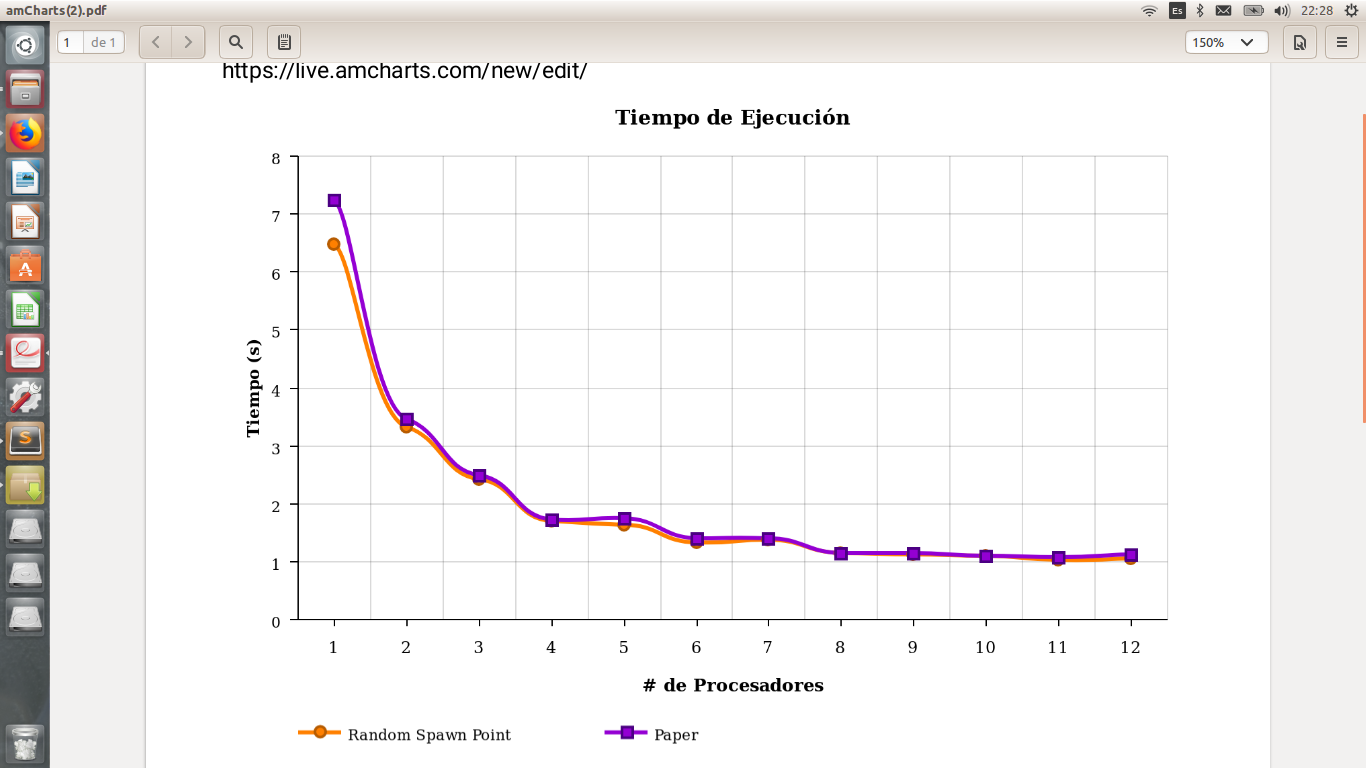 amCharts(2).pdf
Es
22:28
1 de 1
150%
https://live.amcharts.com/new/edit/
Tiempo de Ejecución
8
7
6
5
4
3
2
1
0
Tiempo (s)
1 2 3 4 5 6 7 8 9 10 11 12
# de Procesadores
Random Spawn Point
Paper